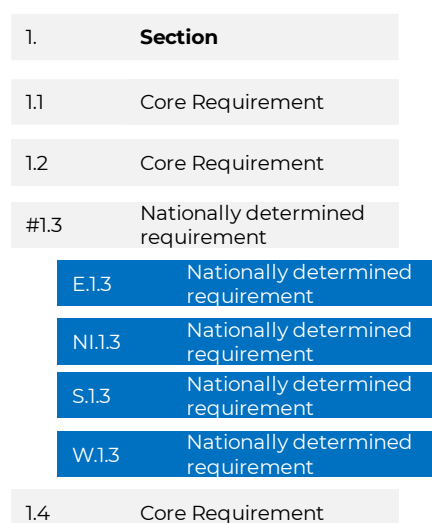 1. Section
1.1 Core Requirement
1.2 Core Requirement
#1.3 Nationally determined
requirement
E.1.3 Nationally determined
requirement
NI.1.3 Nationally determined
requirement
S.1.3 Nationally determined
requirement
W.1.3 Nationally determined
requirement
1.4 Core Requirement